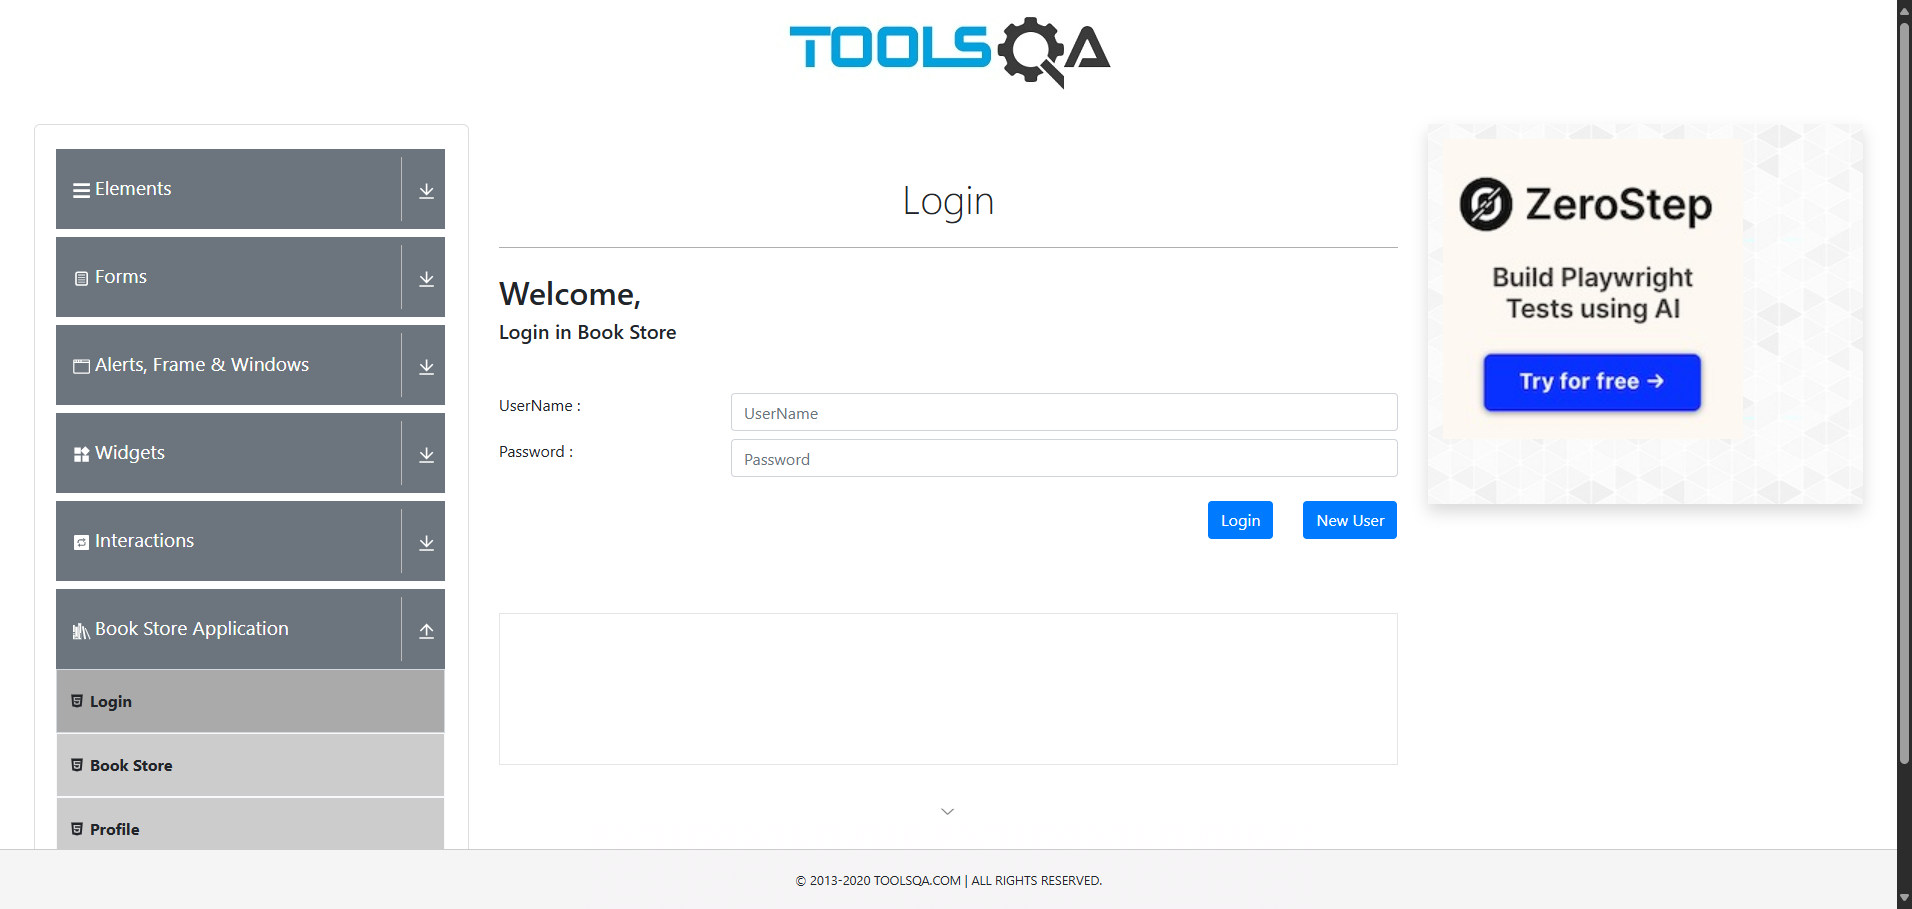 TOOLSQA
Elements
Forms
Alerts, Frame & Windows
Widgets
Interactions
Book Store Application
Login
Book Store
Profile
Login
Welcome,
Login in Book Store
UserName :
UserName
Password :
Password
Login
New User
ZeroStep
Build Playwright
Tests using AI
Try for free →
© 2013-2020 TOOLSQA.COM | ALL RIGHTS RESERVED.